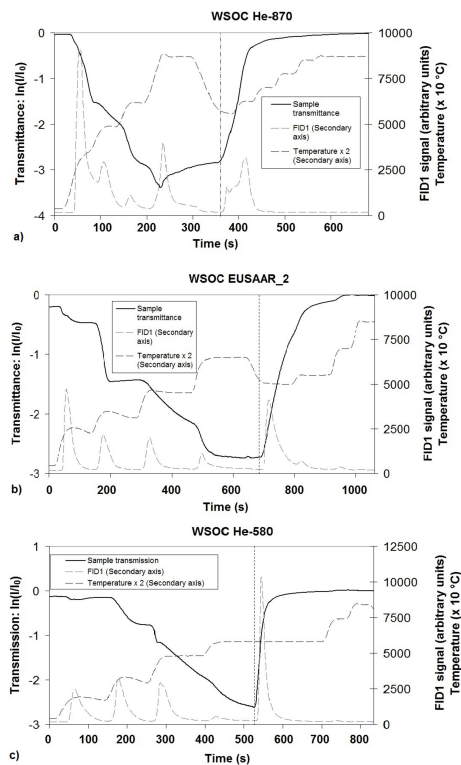 WSOC He-870
Transmittance: ln(I/I0)
0
-1
-2
-3
-4
Sample
transmittance
FID1 (Secondary
axis)
Temperature x 2
(Secondary axis)
10000
7500
5000
2500
0
FID1 signal (arbitrary units)
Temperature (x 10 °C)
0 100 200 300 400 500 600
Time (s)
a)
WSOC EUSAAR_2
Transmittance: ln(I/I0)
0
-1
-2
-3
Sample
transmittance
FID1 (Secondary
axis)
Temperature x 2
(Secondary axis)
10000
7500
5000
2500
0
FID1 signal (arbitrary units)
Temperature (x 10 °C)
0 200 400 600 800 1000
Time (s)
b)
WSOC He-580
Transmission: ln(I/I0)
1
0
-1
-2
-3
Sample transmission
FID1 (Secondary axis)
Temperature x 2 (Secondary axis)
12500
10000
7500
5000
2500
0
FID1 signal (arbitrary units)
Temperature (x 10 °C)
0 100 200 300 400 500 600 700 800
Time (s)
c)